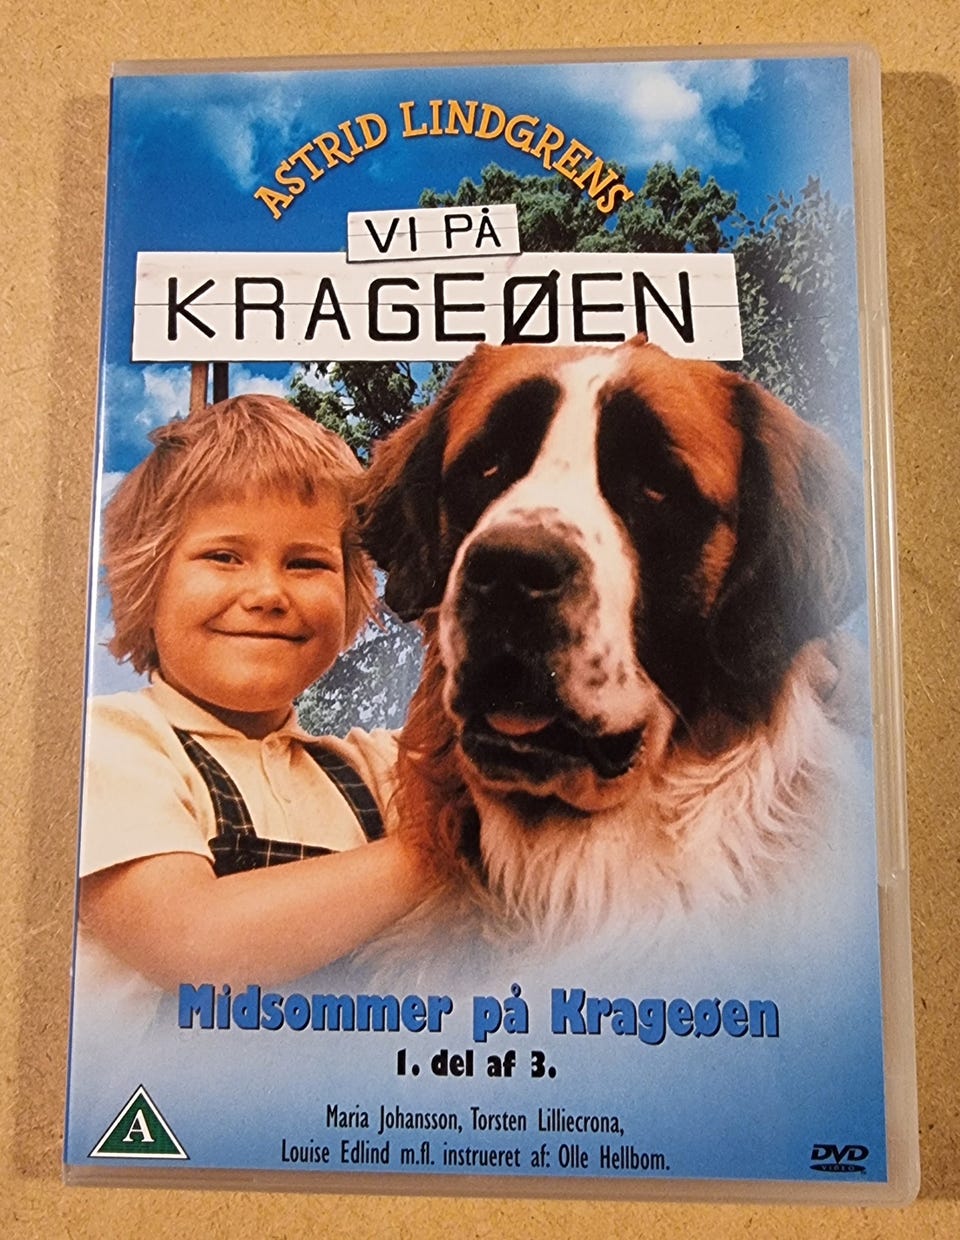 ASTRID LINDGRENS
VI PÅ
KRAGEØEN
Midsommer på Krageøen
1. del af 3.
Maria Johansson, Torsten Lilliecrona,
Louise Edlind m.fl. instrueret af: Olle Hellbom.
A
DVD
VIDEO